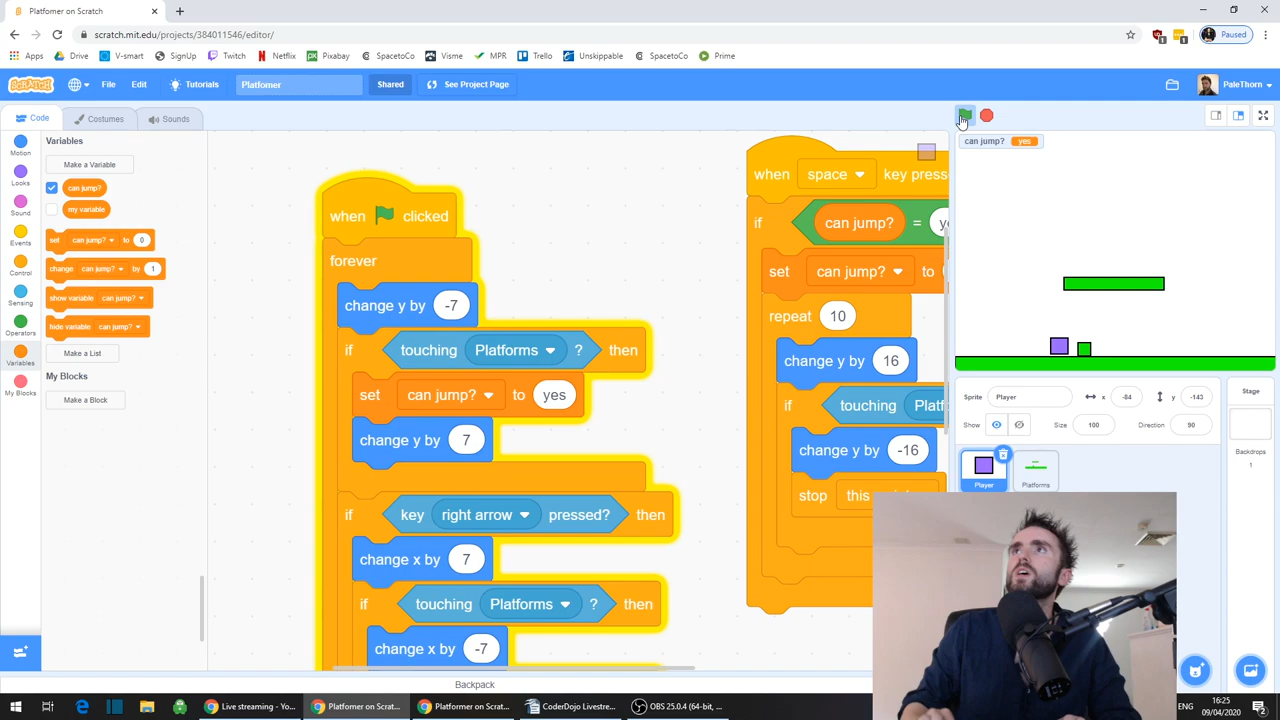 Platfomer on Scratch
scratch.mit.edu/projects/384011546/editor/
Paused
Apps Drive V-smart SignUp Twitch Netflix Pixabay SpacetoCo Visme MPR Trello Unskippable SpacetoCo Prime
SCRATCH File Edit Tutorials Platfomer Shared See Project Page PaleThorn
Code Costumes Sounds
Motion
Looks
Sound
Events
Control
Sensing
Operators
Variables
My Blocks
Variables
Make a Variable
can jump?
my variable
set can jump? to 0
change can jump? by 1
show variable can jump?
hide variable can jump?
Make a List
My Blocks
Make a Block
when clicked
forever
change y by -7
if touching Platforms ? then
set can jump? to yes
change y by 7
if key right arrow pressed? then
change x by 7
if touching Platforms ? then
change x by -7
when space key press
if can jump? = ye
set can jump? to
repeat 10
change y by 16
if touching Platf
change y by -16
stop this
can jump? yes
Sprite Player x -84 y -143
Show Size 100 Direction 90
Player
Platforms
Stage
Backdrops
1
Backpack
Live streaming - Yo...
Platfomer on Scrat...
Platfomer on Scrat...
CoderDojo Livestre...
OBS 25.0.4 (64-bit, ...
ENG
16:25
09/04/2020